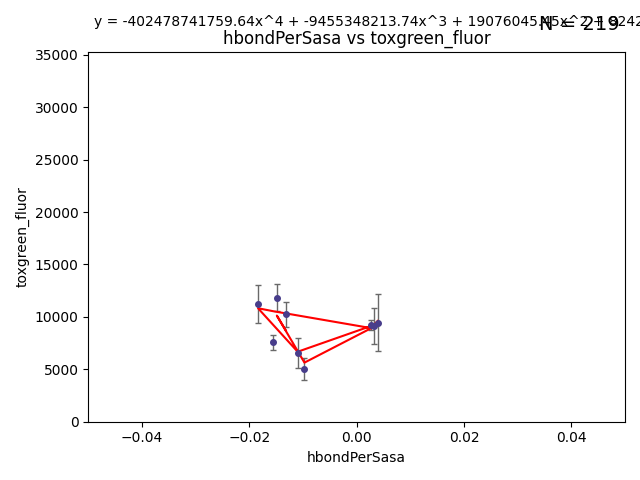 y = -402478741759.64x^4 + -9455348213.74x^3 +
N = 219
hbondPerSasa vs toxgreen_fluor
35000
30000
25000
20000
15000
10000
5000
0
toxgreen_fluor
−0.04
−0.02
0.00
0.02
0.04
hbondPerSasa